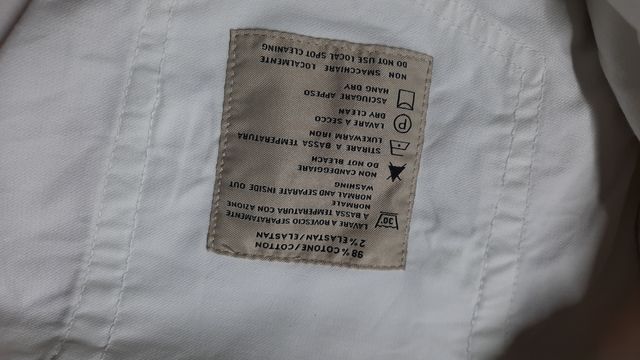 98% COTONE/COTTON
2% ELASTAN/ELASTAN
LAVARE A ROVESCIO SEPARATAMENTE
A BASSA TEMPERATURA CON AZIONE
NORMALE
NORMAL AND SEPARATE INSIDE OUT
WASHING
30°
NON CANDEGGIARE
DO NOT BLEACH
STIRARE A BASSA TEMPERATURA
LUKEWARM IRON
LAVARE A SECCO
DRY CLEAN
P
ASCIUGARE APPESO
HANG DRY
NON SMACCHIARE LOCALMENTE
DO NOT USE LOCAL SPOT CLEANING